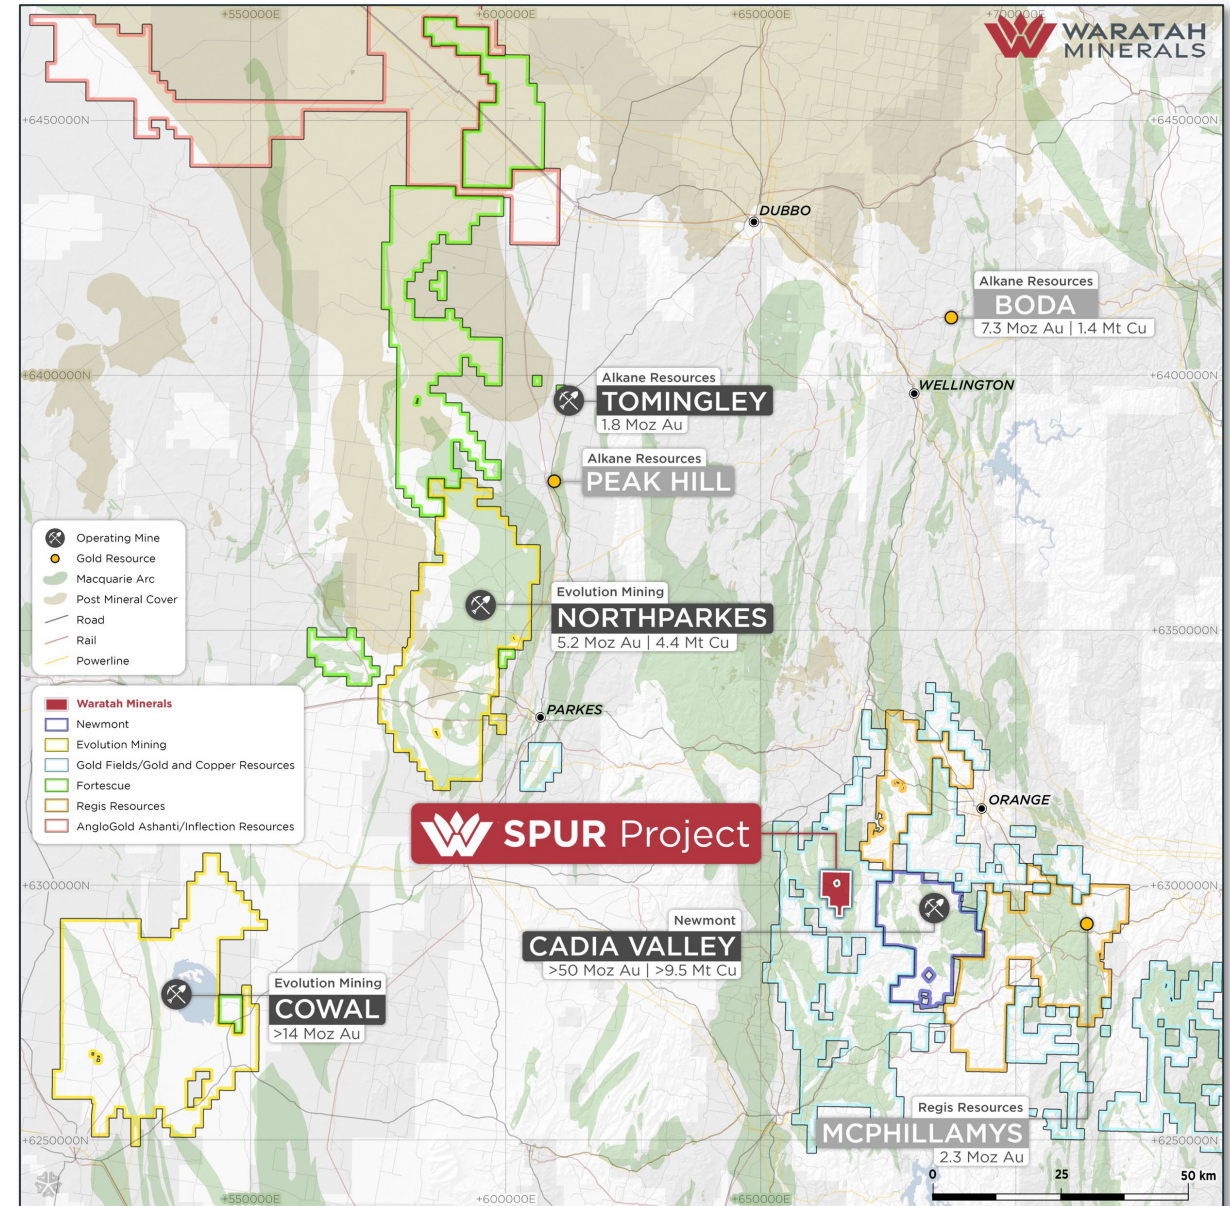 +550000E
+600000E
+650000E
+700000E
WARATAH
MINERALS
+6450000N
+6450000N
DUBBO
Alkane Resources
BODA
7.3 Moz Au | 1.4 Mt Cu
+6400000N
+6400000N
Alkane Resources
TOMINGLEY
1.8 Moz Au
WELLINGTON
Alkane Resources
PEAK HILL
Operating Mine
Gold Resource
Macquarie Arc
Post Mineral Cover
Road
Rail
Powerline
Evolution Mining
NORTHPARKES
5.2 Moz Au | 4.4 Mt Cu
+6350000N
Waratah Minerals
Newmont
Evolution Mining
Gold Fields/Gold and Copper Resources
Fortescue
Regis Resources
AngloGold Ashanti/Inflection Resources
PARKES
ORANGE
SPUR Project
+6300000N
+6300000N
Newmont
CADIA VALLEY
>50 Moz Au | >9.5 Mt Cu
Evolution Mining
COWAL
>14 Moz Au
Regis Resources
MCPHILLAMYS
2.3 Moz Au
+6250000N
+6250000N
0
25
50 km
+550000E
+600000E
+650000E